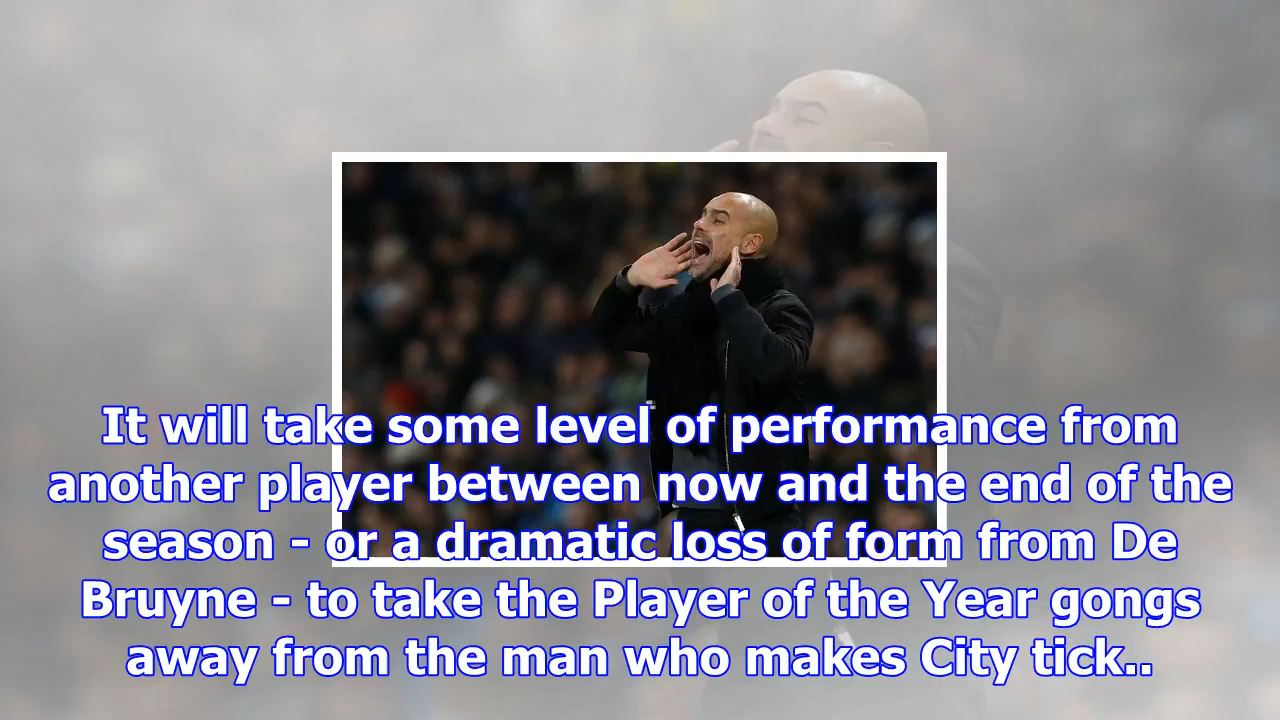 It will take some level of performance from
another player between now and the end of the
season - or a dramatic loss of form from De
Bruyne - to take the Player of the Year gongs
away from the man who makes City tick..